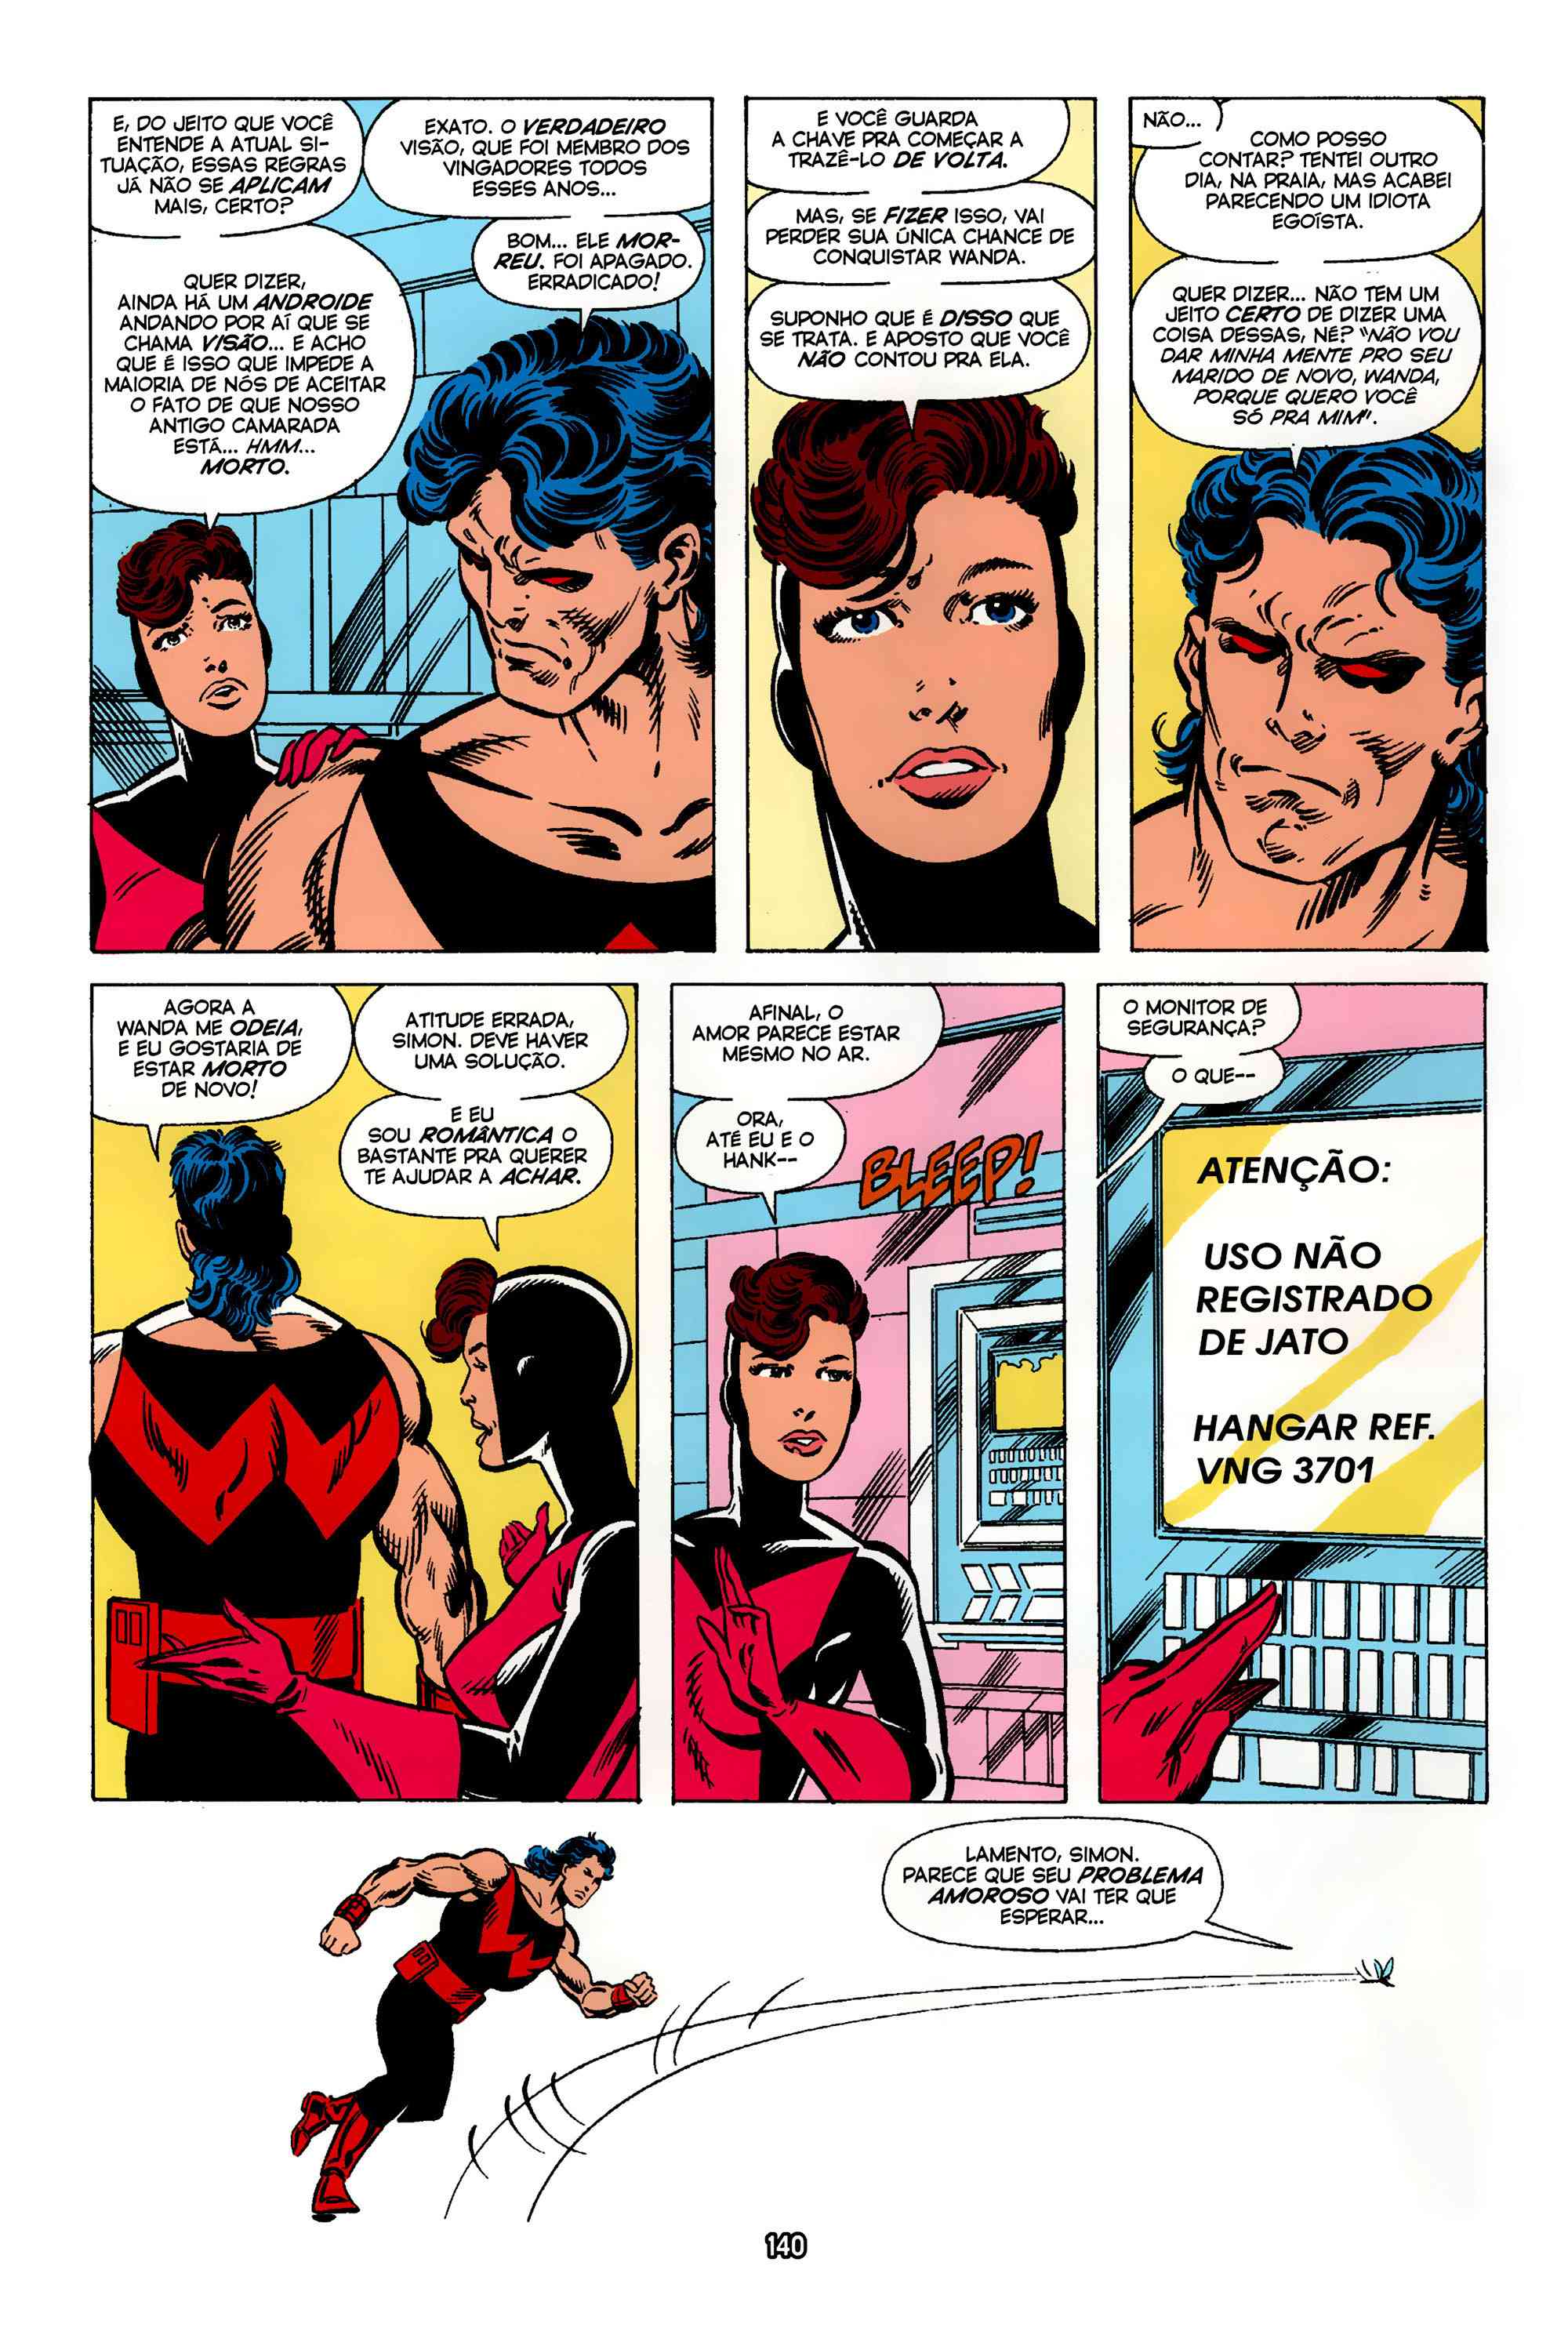 E, DO JEITO QUE VOCÊ
ENTENDE A ATUAL SI-
TUAÇÃO, ESSAS REGRAS
JÁ NÃO SE APLICAM
MAIS, CERTO?
QUER DIZER,
AINDA HÁ UM ANDROIDE
ANDANDO POR AÍ QUE SE
CHAMA VISÃO... E ACHO
QUE É ISSO QUE IMPEDE A
MAIORIA DE NÓS DE ACEITAR
O FATO DE QUE NOSSO
ANTIGO CAMARADA
ESTÁ... HMM...
MORTO.
EXATO. O VERDADEIRO
VISÃO, QUE FOI MEMBRO DOS
VINGADORES TODOS
ESSES ANOS...
BOM... ELE MOR-
REU. FOI APAGADO.
ERRADICADO!
E VOCÊ GUARDA
A CHAVE PRA COMEÇAR A
TRAZÊ-LO DE VOLTA.
MAS, SE FIZER ISSO, VAI
PERDER SUA ÚNICA CHANCE DE
CONQUISTAR WANDA.
SUPONHO QUE É DISSO QUE
SE TRATA. E APOSTO QUE VOCÊ
NÃO CONTOU PRA ELA.
NÃO...
COMO POSSO
CONTAR? TENTEI OUTRO
DIA, NA PRAIA, MAS ACABEI
PARECENDO UM IDIOTA
EGOÍSTA.
QUER DIZER... NÃO TEM UM
JEITO CERTO DE DIZER UMA
COISA DESSAS, NÉ? "NÃO VOU
DAR MINHA MENTE PRO SEU
MARIDO DE NOVO, WANDA,
PORQUE QUERO VOCÊ
SÓ PRA MIM".
AGORA A
WANDA ME ODEIA,
E EU GOSTARIA DE
ESTAR MORTO
DE NOVO!
ATITUDE ERRADA,
SIMON. DEVE HAVER
UMA SOLUÇÃO.
E EU
SOU ROMÂNTICA O
BASTANTE PRA QUERER
TE AJUDAR A ACHAR.
AFINAL, O
AMOR PARECE ESTAR
MESMO NO AR.
ORA,
ATÉ EU E O
HANK--
BLEEP!
O MONITOR DE
SEGURANÇA?
O QUE--
ATENÇÃO:
USO NÃO
REGISTRADO
DE JATO
HANGAR REF.
VNG 3701
LAMENTO, SIMON.
PARECE QUE SEU PROBLEMA
AMOROSO VAI TER QUE
ESPERAR...
140